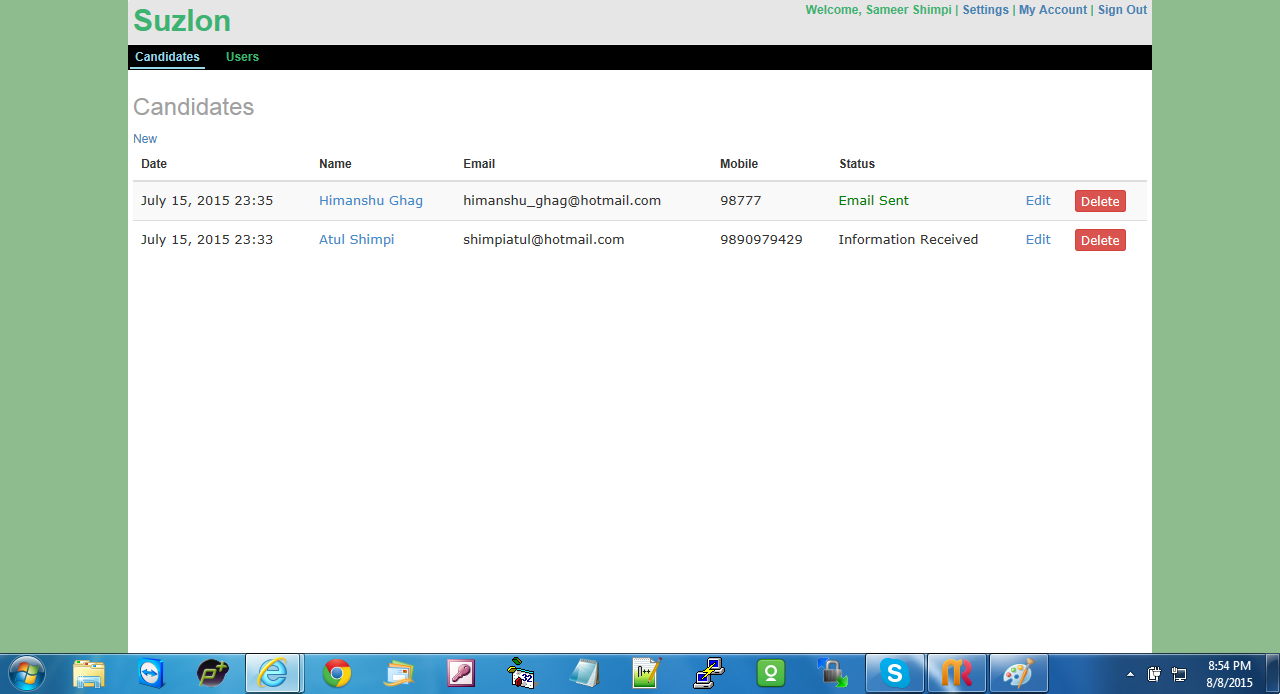 Suzlon
Welcome, Sameer Shimpi | Settings | My Account | Sign Out
Candidates Users
Candidates
New
Date Name Email Mobile Status
July 15, 2015 23:35 Himanshu Ghag himanshu_ghag@hotmail.com 98777 Email Sent Edit Delete
July 15, 2015 23:33 Atul Shimpi shimpiatul@hotmail.com 9890979429 Information Received Edit Delete
8:54 PM
8/8/2015